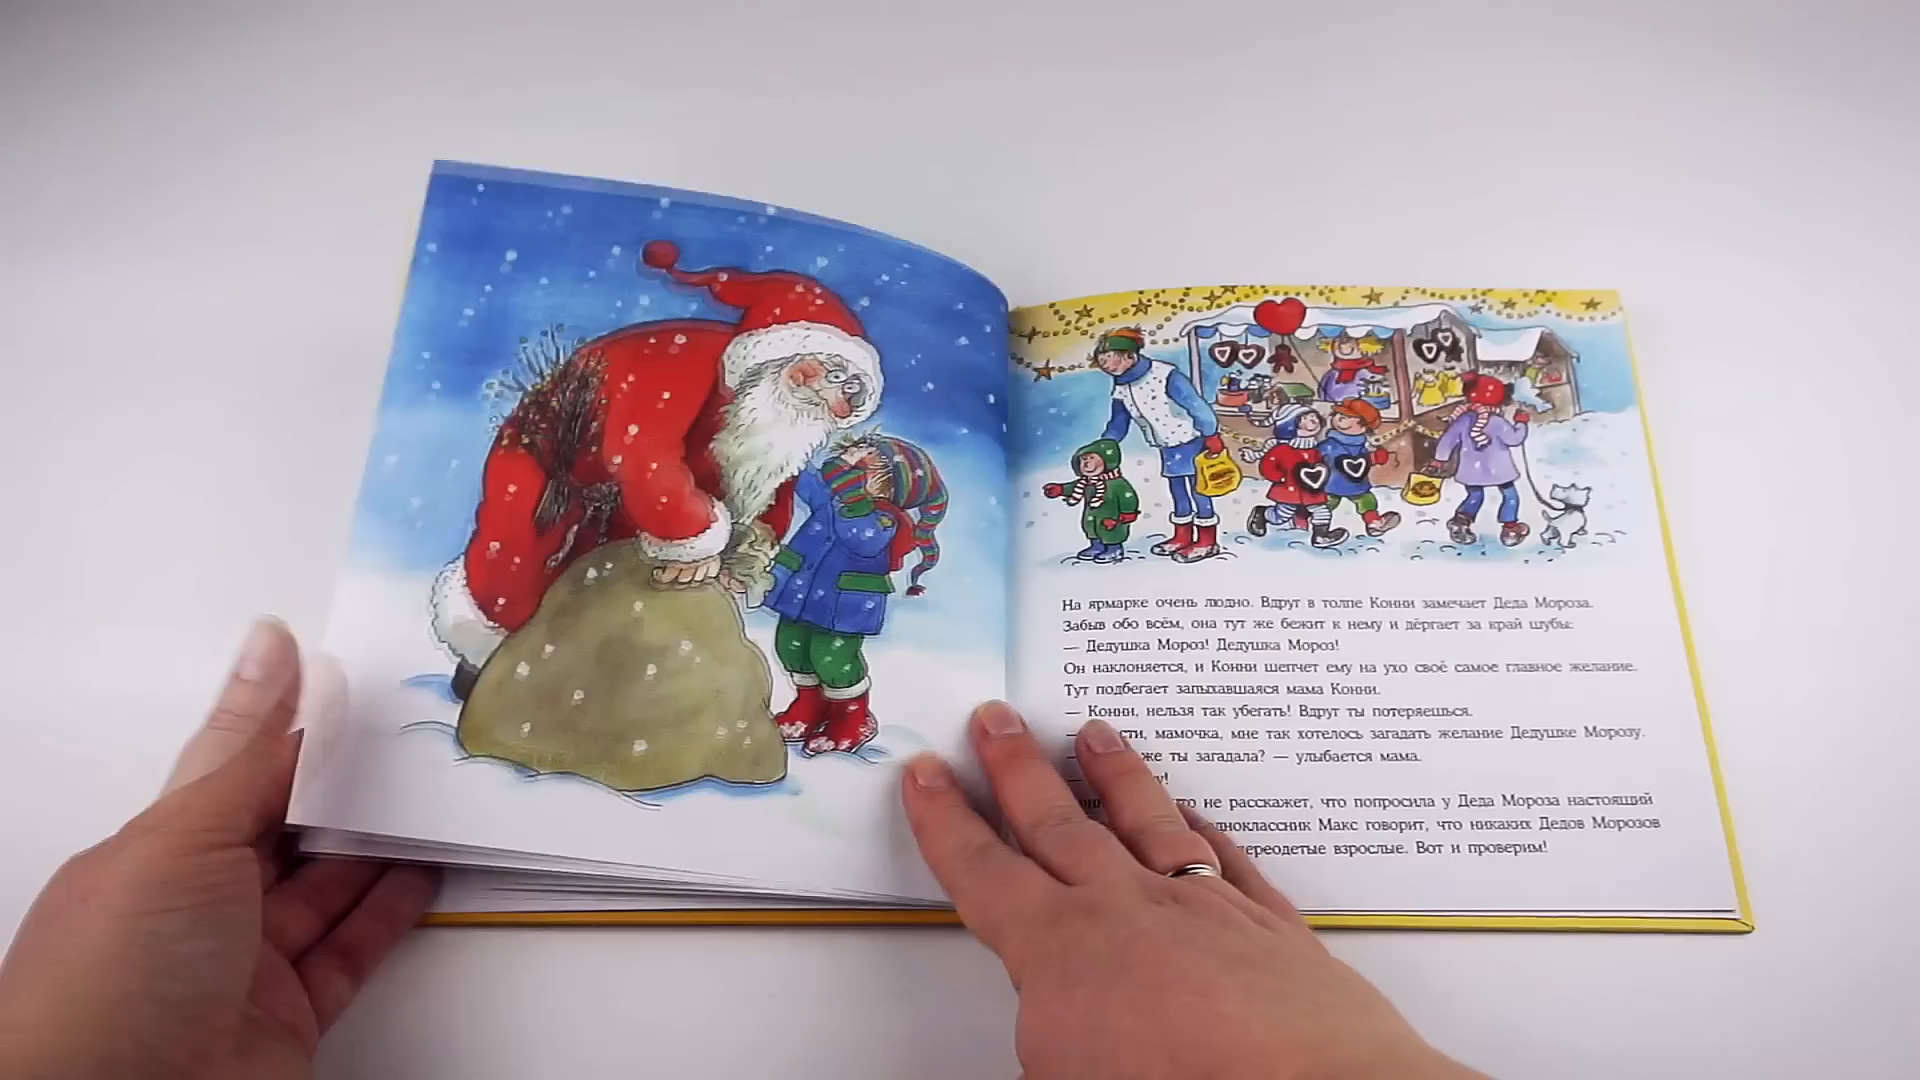 На ярмарке очень людно. Вдруг в толпе Конни замечает Деда Мороза.
Забыв обо всём, она тут же бежит к нему и дёргает за край шубы:
— Дедушка Мороз! Дедушка Мороз!
Он наклоняется, и Конни шепчет ему на ухо своё самое главное желание.
Тут подбегает запыхавшаяся мама Конни.
— Конни, нельзя так убегать! Вдруг ты потеряешься.
— мамочка, мне так хотелось загадать желание Дедушке Морозу.
— же ты загадала? — улыбается мама.
—
не расскажет, что попросила у Деда Мороза настоящий
одноклассник Макс говорит, что никаких Дедов Морозов
переодетые взрослые. Вот и проверим!